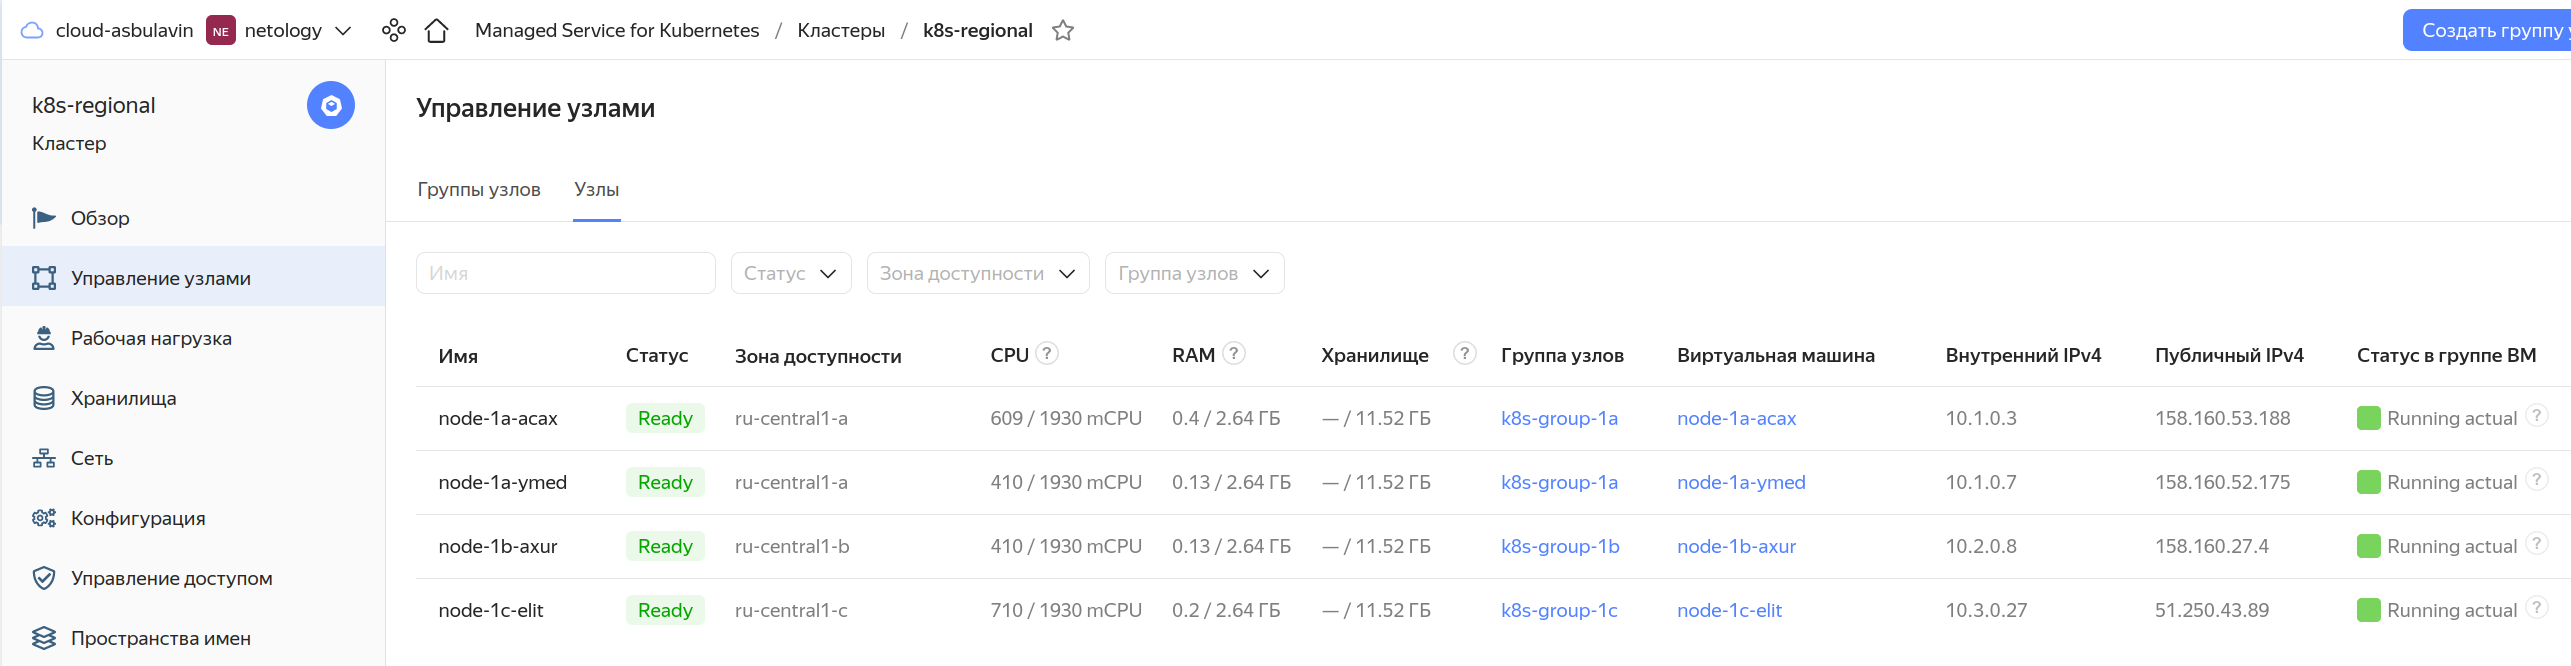 cloud-asbulavin NE netology Managed Service for Kubernetes / Кластеры / k8s-regional Создать группу
k8s-regional
Кластер
Обзор
Управление узлами
Рабочая нагрузка
Хранилища
Сеть
Конфигурация
Управление доступом
Пространства имен
Управление узлами
Группы узлов Узлы
Имя Статус Зона доступности Группа узлов
Имя Статус Зона доступности CPU ? RAM ? Хранилище ? Группа узлов Виртуальная машина Внутренний IPv4 Публичный IPv4 Статус в группе ВМ
node-1a-acax Ready ru-central1-a 609 / 1930 mCPU 0.4 / 2.64 ГБ — / 11.52 ГБ k8s-group-1a node-1a-acax 10.1.0.3 158.160.53.188 Running actual ?
node-1a-ymed Ready ru-central1-a 410 / 1930 mCPU 0.13 / 2.64 ГБ — / 11.52 ГБ k8s-group-1a node-1a-ymed 10.1.0.7 158.160.52.175 Running actual ?
node-1b-axur Ready ru-central1-b 410 / 1930 mCPU 0.13 / 2.64 ГБ — / 11.52 ГБ k8s-group-1b node-1b-axur 10.2.0.8 158.160.27.4 Running actual ?
node-1c-elit Ready ru-central1-c 710 / 1930 mCPU 0.2 / 2.64 ГБ — / 11.52 ГБ k8s-group-1c node-1c-elit 10.3.0.27 51.250.43.89 Running actual ?